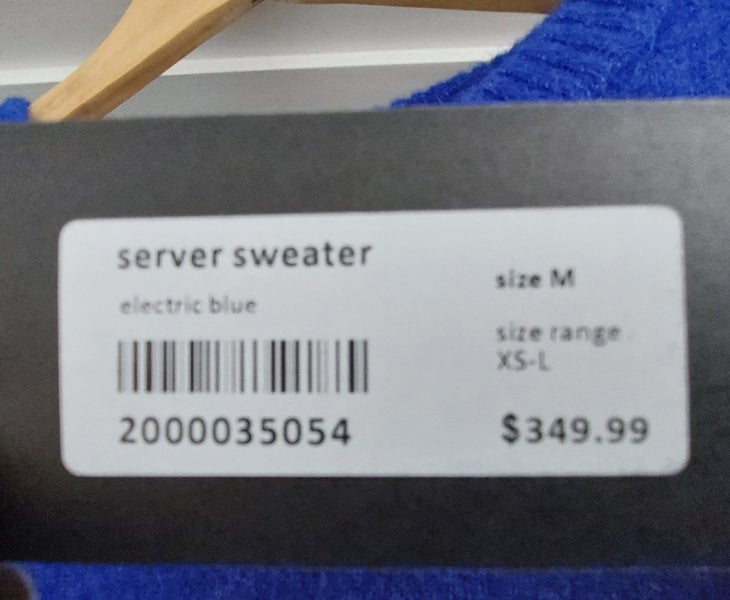 server sweater
electric blue
2000035054
size M
size range
XS-L
$349.99